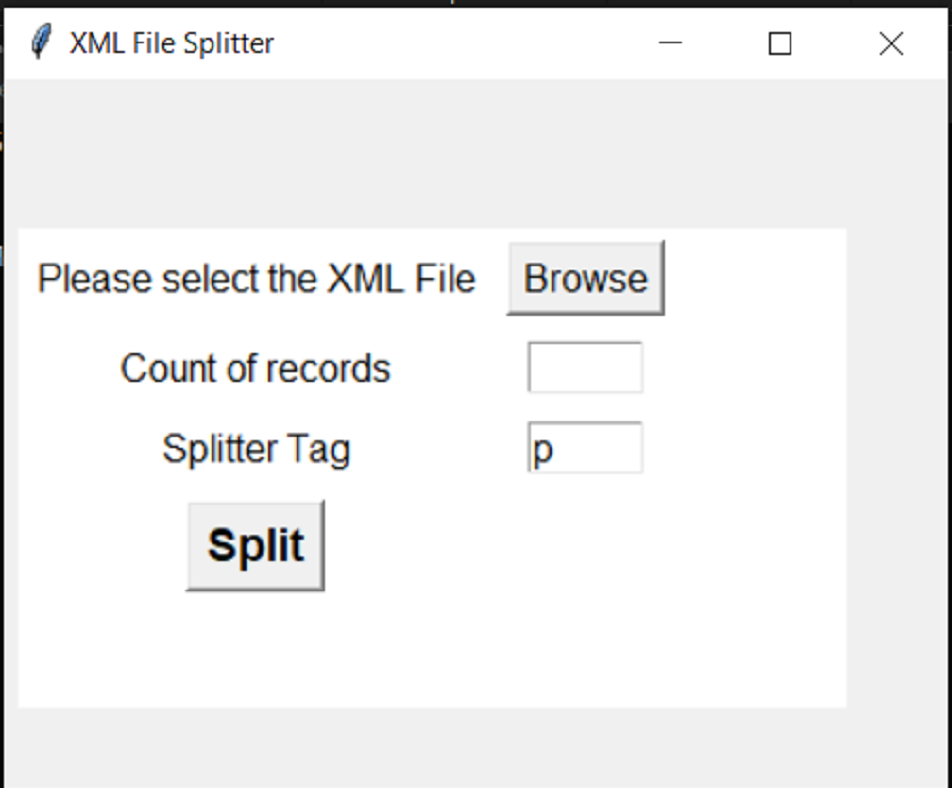 XML File Splitter
Please select the XML File Browse
Count of records
Splitter Tag p
Split